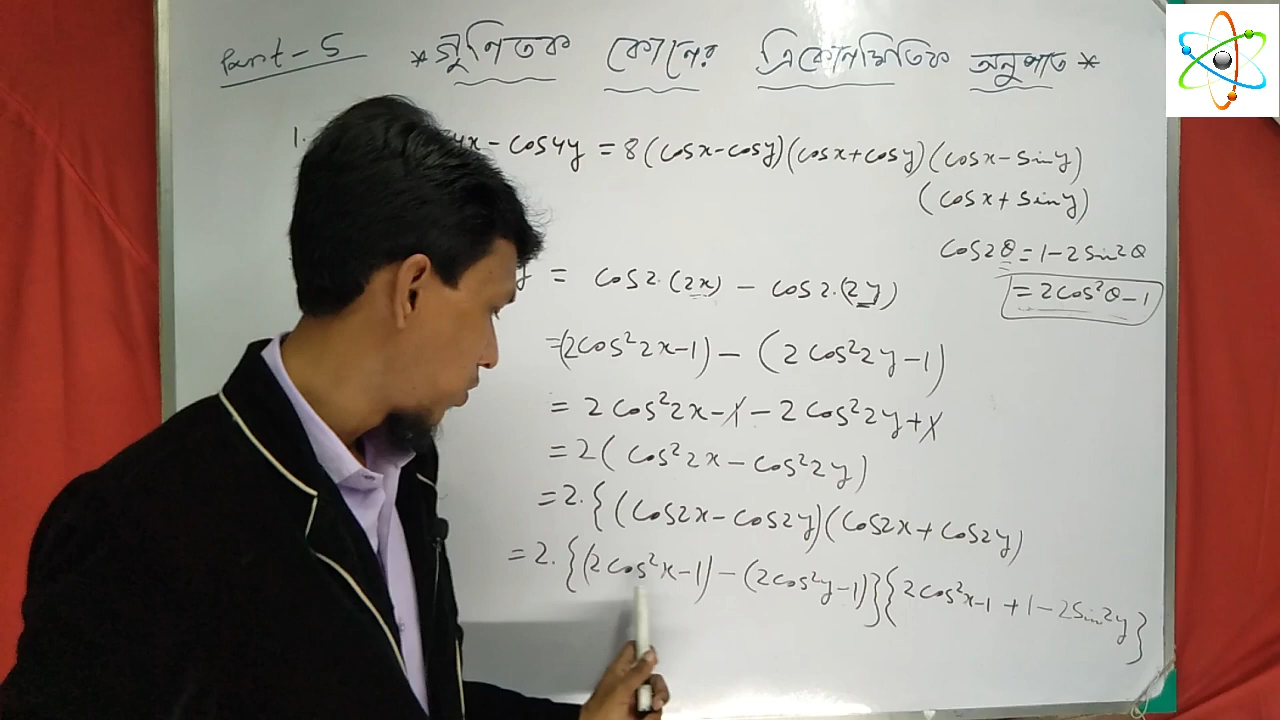 Part-5 *গুণিতক কোনের ত্রিকোনমিতিক অনুপাত*
1. 4x - cos4y = 8(cosx-cosy)(cosx+cosy)(cosx-siny)
(cosx+siny)
cos2θ = 1-2sin²θ
= 2cos²θ-1
y = cos2.(2x) - cos2.(2y)
=(2cos²2x-1) - (2cos²2y-1)
= 2cos²2x-1 - 2cos²2y+1
= 2(cos²2x - cos²2y)
= 2.{(cos2x - cos2y)(cos2x + cos2y)
= 2.{(2cos²x-1) - (2cos²y-1)}{2cos²x-1 + 1-2sin²y}